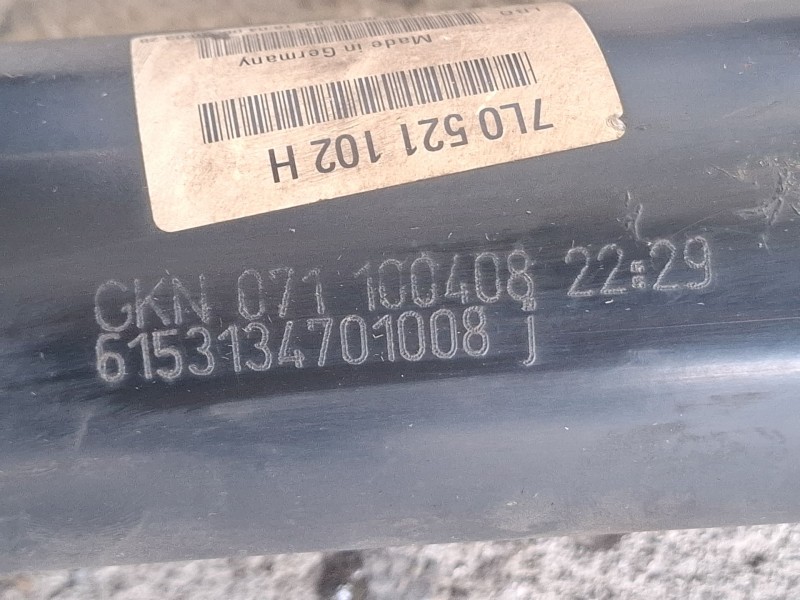 Made in Germany
7L0 521 102 H
GKN 071 100408 22:29
6153134701008 j